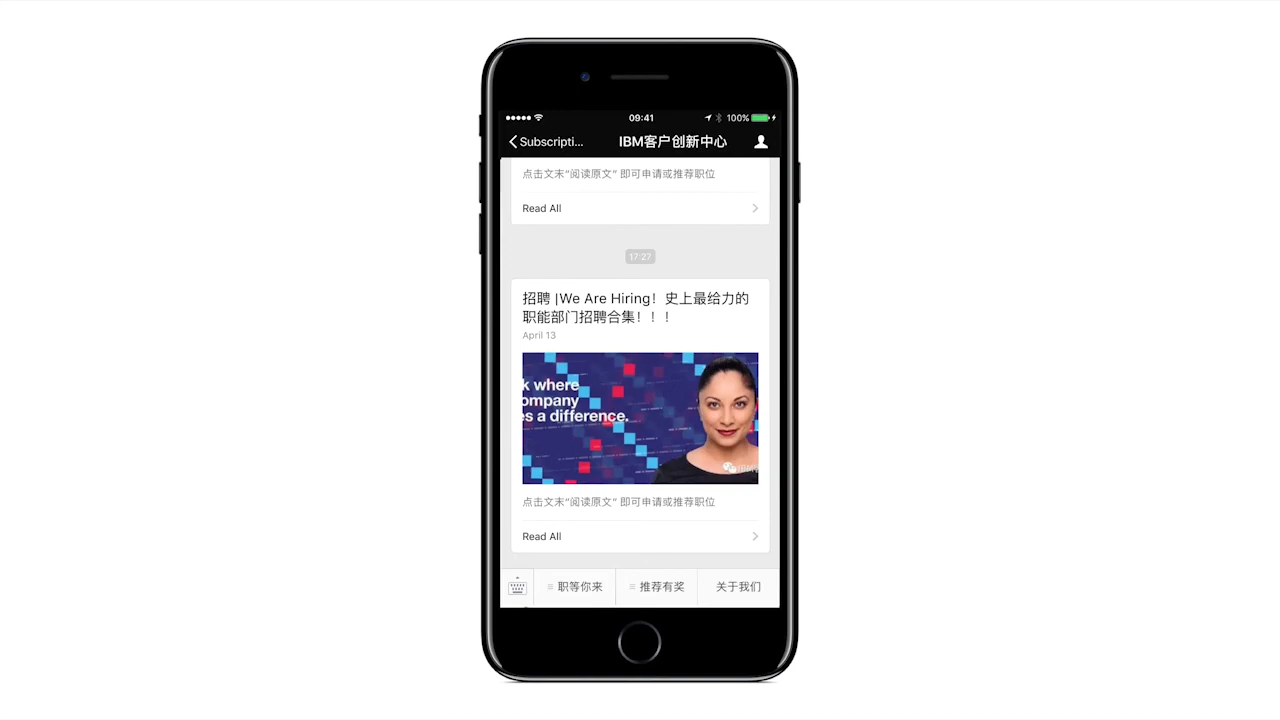 09:41
100%
Subscripti...
IBM客户创新中心
点击文末“阅读原文” 即可申请或推荐职位
Read All
17:27
招聘 |We Are Hiring！史上最给力的
职能部门招聘合集！！！
April 13
k where
ompany
es a difference.
点击文末“阅读原文” 即可申请或推荐职位
Read All
职等你来
推荐有奖
关于我们